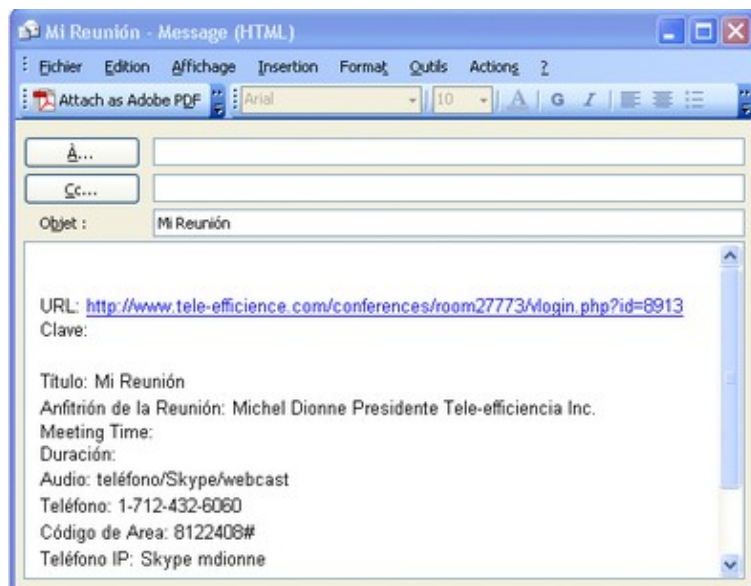 Mi Reunión - Message (HTML)
Fichier Edition Affichage Insertion Format Outils Actions ?
Attach as Adobe PDF Arial 10 A G I
À...
Cc...
Objet : Mi Reunión
URL: http://www.tele-efficience.com/conferences/room27773/vlogin.php?id=8913
Clave:
Título: Mi Reunión
Anfitrión de la Reunión: Michel Dionne Presidente Tele-efficiencia Inc.
Meeting Time:
Duración:
Audio: teléfono/Skype/webcast
Teléfono: 1-712-432-6060
Código de Area: 8122408#
Teléfono IP: Skype mdionne